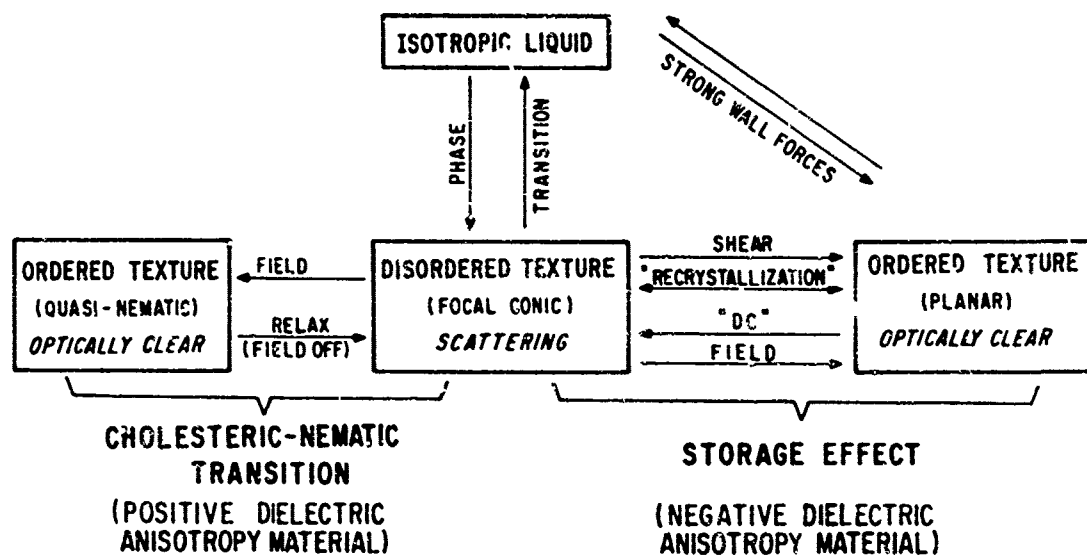 ISOTROPIC LIQUID
STRONG WALL FORCES
PHASE
TRANSITION
ORDERED TEXTURE
(QUASI-NEMATIC)
OPTICALLY CLEAR
FIELD
RELAX
(FIELD OFF)
DISORDERED TEXTURE
(FOCAL CONIC)
SCATTERING
SHEAR
"RECRYSTALLIZATION"
"DC"
FIELD
ORDERED TEXTURE
(PLANAR)
OPTICALLY CLEAR
CHOLESTERIC-NEMATIC
TRANSITION
(POSITIVE DIELECTRIC
ANISOTROPY MATERIAL)
STORAGE EFFECT
(NEGATIVE DIELECTRIC
ANISOTROPY MATERIAL)